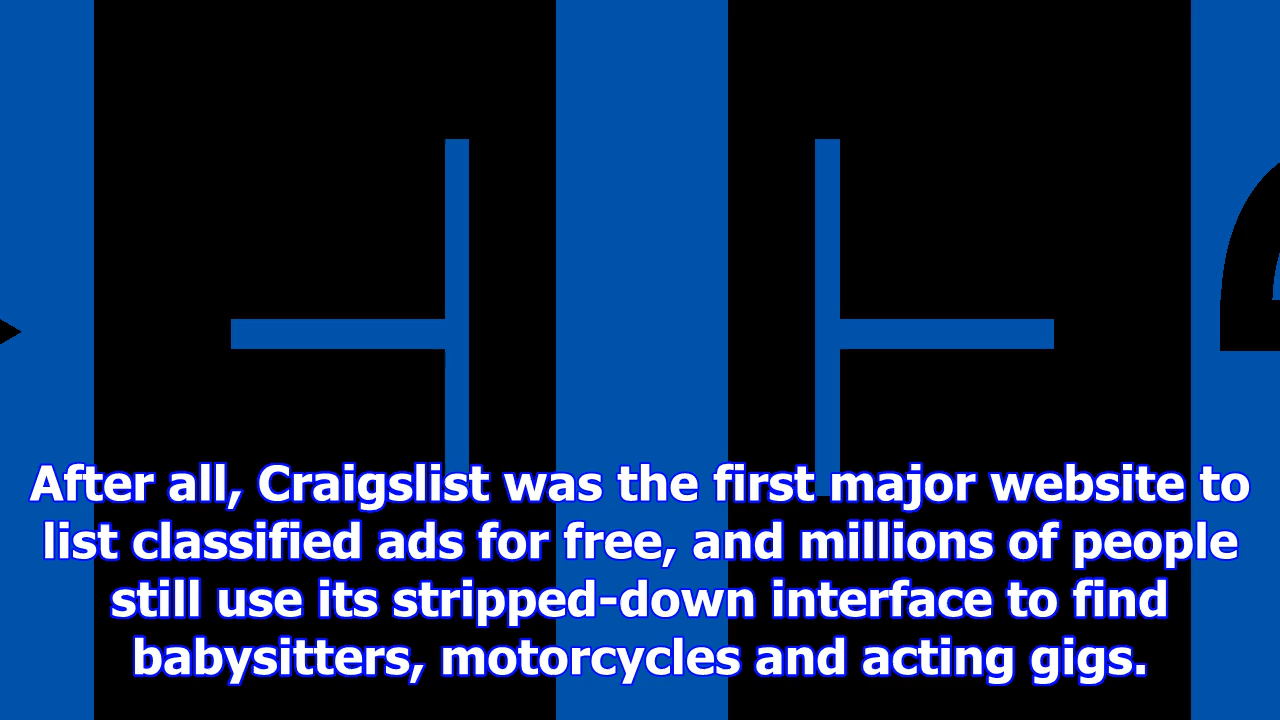 After all, Craigslist was the first major website to
list classified ads for free, and millions of people
still use its stripped-down interface to find
babysitters, motorcycles and acting gigs.